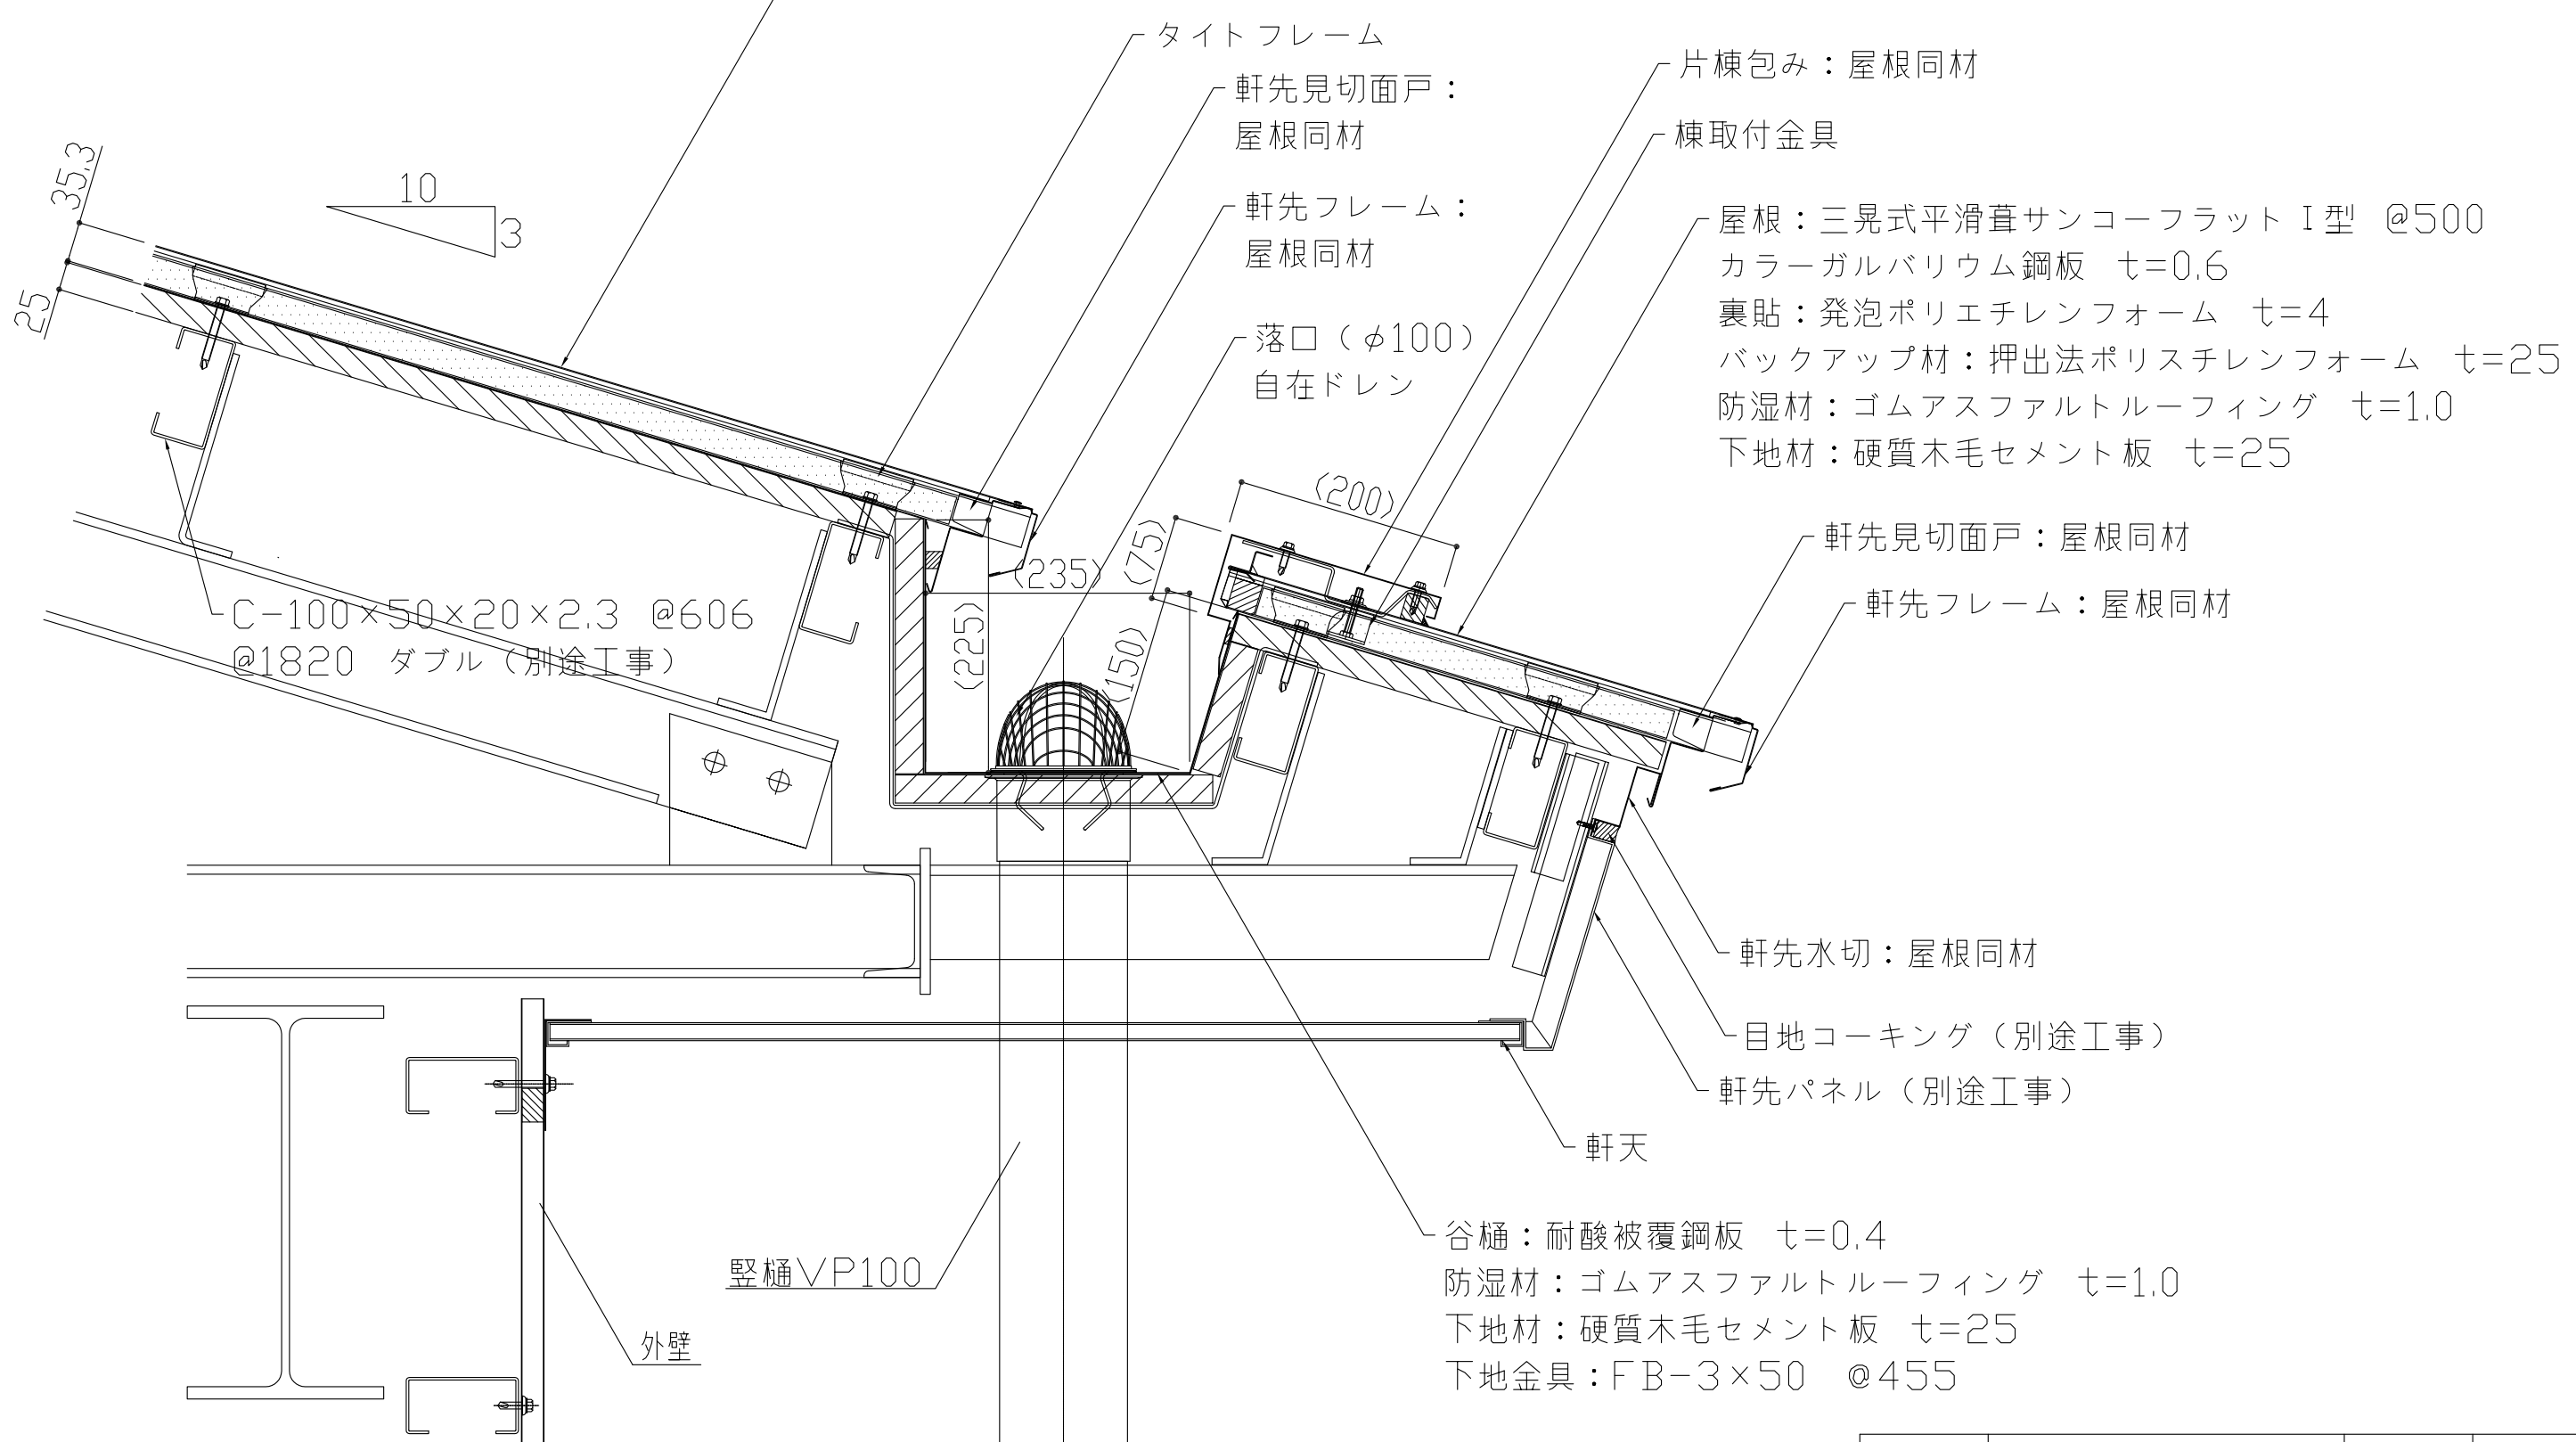 タイトフレーム
軒先見切面戸：
屋根同材
軒先フレーム：
屋根同材
落口（φ100）
自在ドレン
片棟包み：屋根同材
棟取付金具
屋根：三晃式平滑葺サンコーフラットⅠ型 @500
カラーガルバリウム鋼板 t=0.6
裏貼：発泡ポリエチレンフォーム t=4
バックアップ材：押出法ポリスチレンフォーム t=25
防湿材：ゴムアスファルトルーフィング t=1.0
下地材：硬質木毛セメント板 t=25
35.3
25
10
3
(200)
(75)
(235)
(225)
(150)
軒先見切面戸：屋根同材
軒先フレーム：屋根同材
C-100×50×20×2.3 @606
@1820 ダブル（別途工事）
軒先水切：屋根同材
目地コーキング（別途工事）
軒先パネル（別途工事）
軒天
谷樋：耐酸被覆鋼板 t=0.4
防湿材：ゴムアスファルトルーフィング t=1.0
下地材：硬質木毛セメント板 t=25
下地金具：FB-3×50 @455
竪樋VP100
外壁